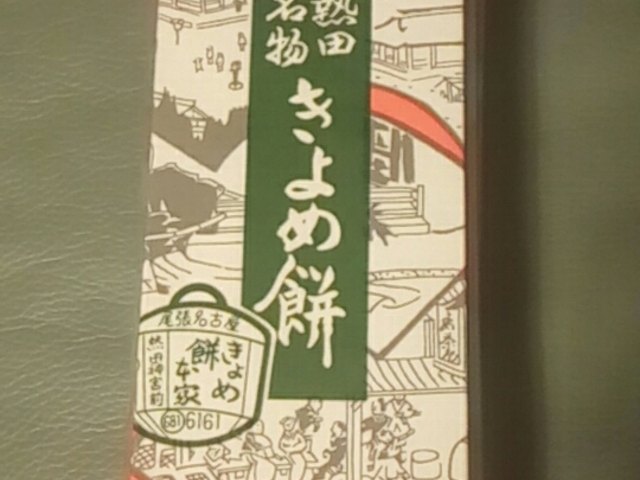 熱田
名物
きよめ餅
尾張名古屋
きよめ
餅本家
熱田神宮前
(681)6161